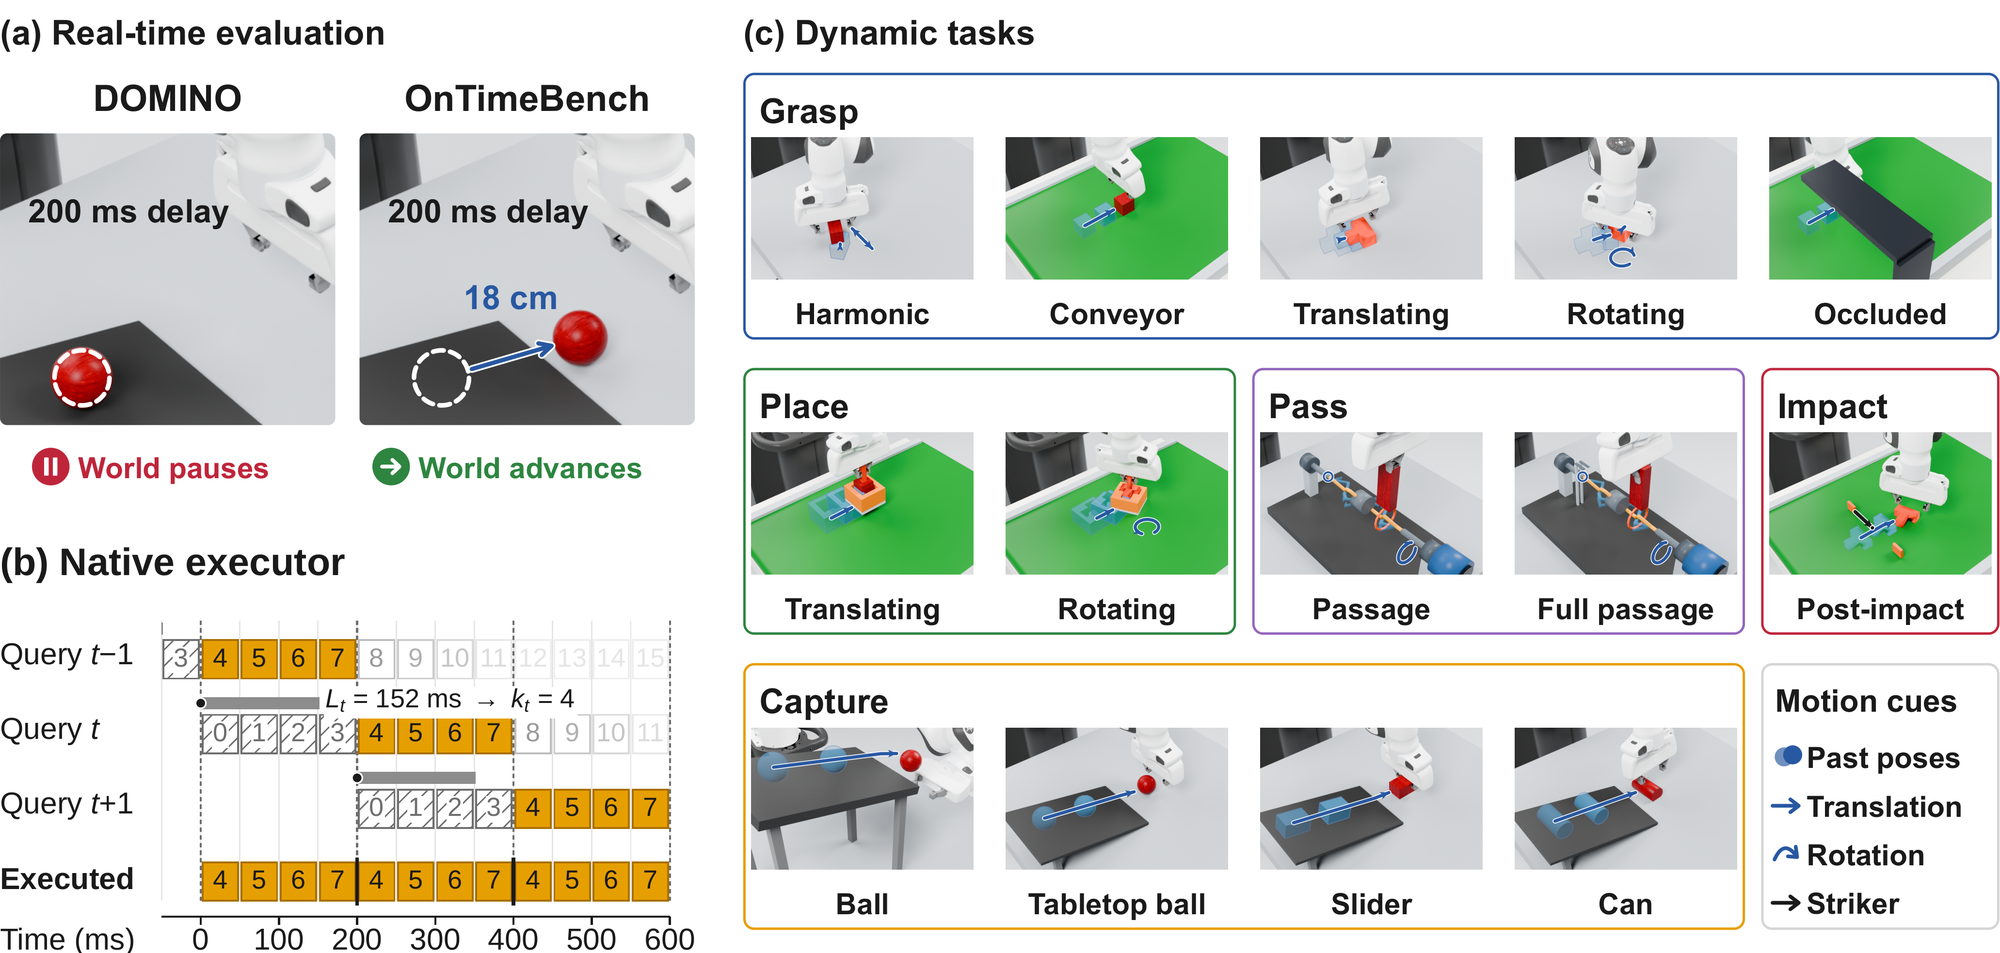 (a) Real-time evaluation
DOMINO
OnTimeBench
200 ms delay
200 ms delay
18 cm
World pauses
World advances
(b) Native executor
Query t−1
3 4 5 6 7 8 9 10 11 12 13 14 15
L_t = 152 ms → k_t = 4
Query t
0 1 2 3 4 5 6 7 8 9 10 11
Query t+1
0 1 2 3 4 5 6 7
Executed
4 5 6 7 4 5 6 7 4 5 6 7
Time (ms)
0 100 200 300 400 500 600
(c) Dynamic tasks
Grasp
Harmonic
Conveyor
Translating
Rotating
Occluded
Place
Translating
Rotating
Pass
Passage
Full passage
Impact
Post-impact
Capture
Ball
Tabletop ball
Slider
Can
Motion cues
Past poses
Translation
Rotation
Striker